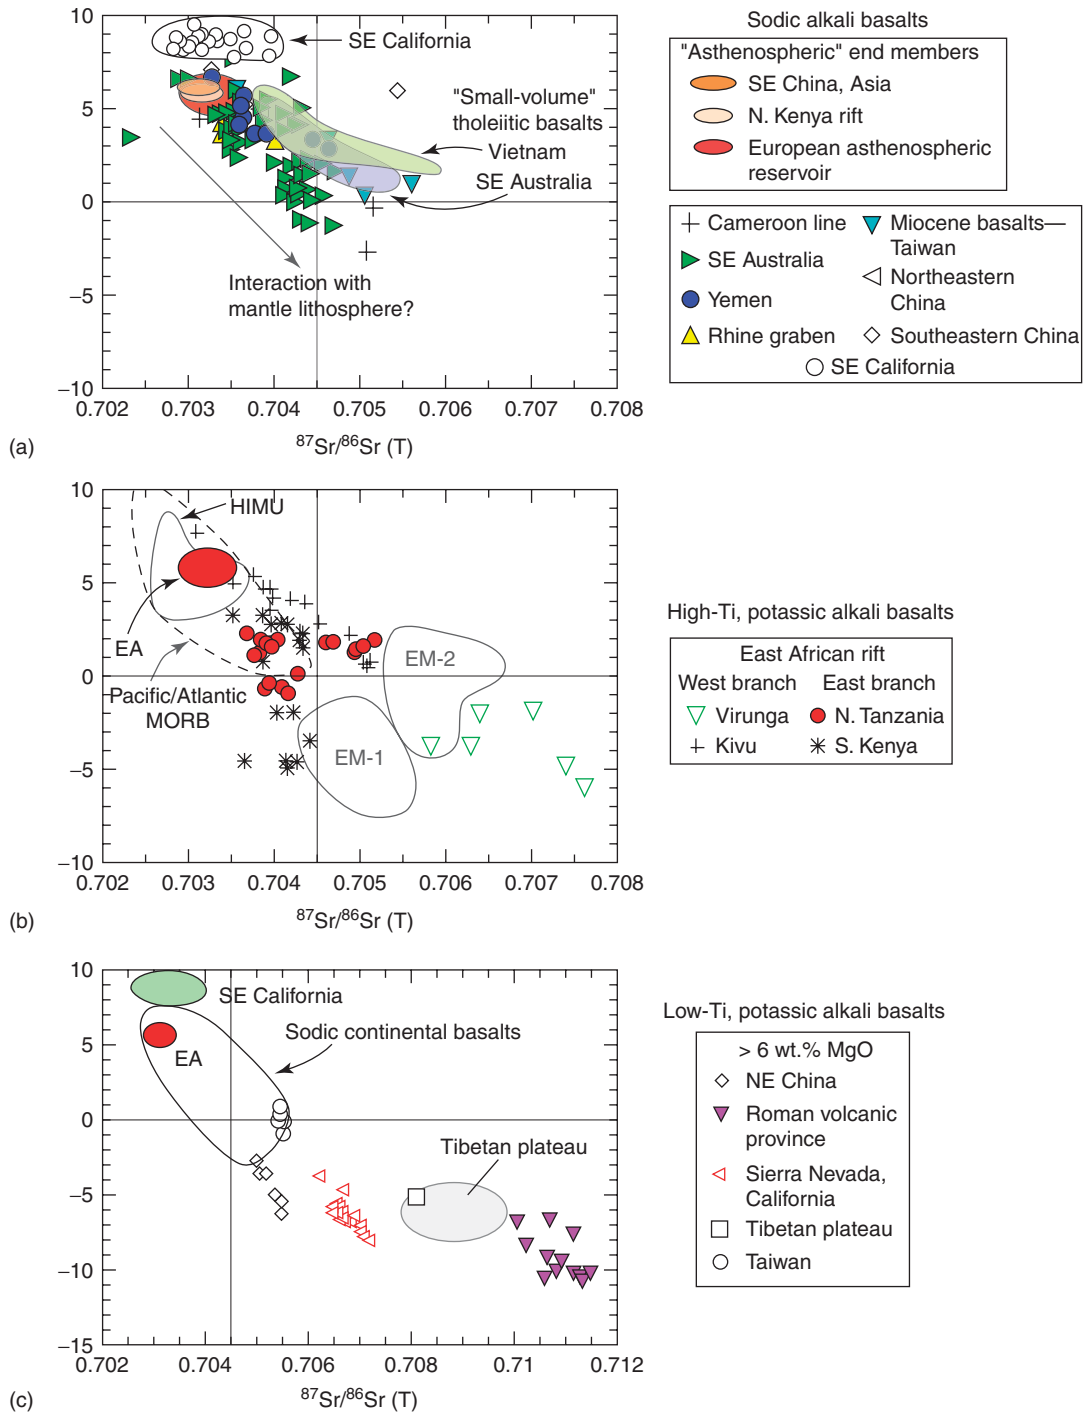 10
5
0
−5
−10
0.702 0.703 0.704 0.705 0.706 0.707 0.708
(a)
87Sr/86Sr (T)
SE California
"Small-volume"
tholeiitic basalts
Vietnam
SE Australia
Interaction with
mantle lithosphere?
Sodic alkali basalts
"Asthenospheric" end members
SE China, Asia
N. Kenya rift
European asthenospheric
reservoir
Cameroon line
SE Australia
Yemen
Rhine graben
Miocene basalts—
Taiwan
Northeastern
China
Southeastern China
SE California
10
5
0
−5
−10
0.702 0.703 0.704 0.705 0.706 0.707 0.708
(b)
87Sr/86Sr (T)
HIMU
EA
Pacific/Atlantic
MORB
EM-2
EM-1
High-Ti, potassic alkali basalts
East African rift
West branch East branch
Virunga N. Tanzania
Kivu S. Kenya
10
5
0
−5
−10
−15
0.702 0.704 0.706 0.708 0.71 0.712
(c)
87Sr/86Sr (T)
SE California
Sodic continental basalts
EA
Tibetan plateau
Low-Ti, potassic alkali basalts
> 6 wt.% MgO
NE China
Roman volcanic
province
Sierra Nevada,
California
Tibetan plateau
Taiwan